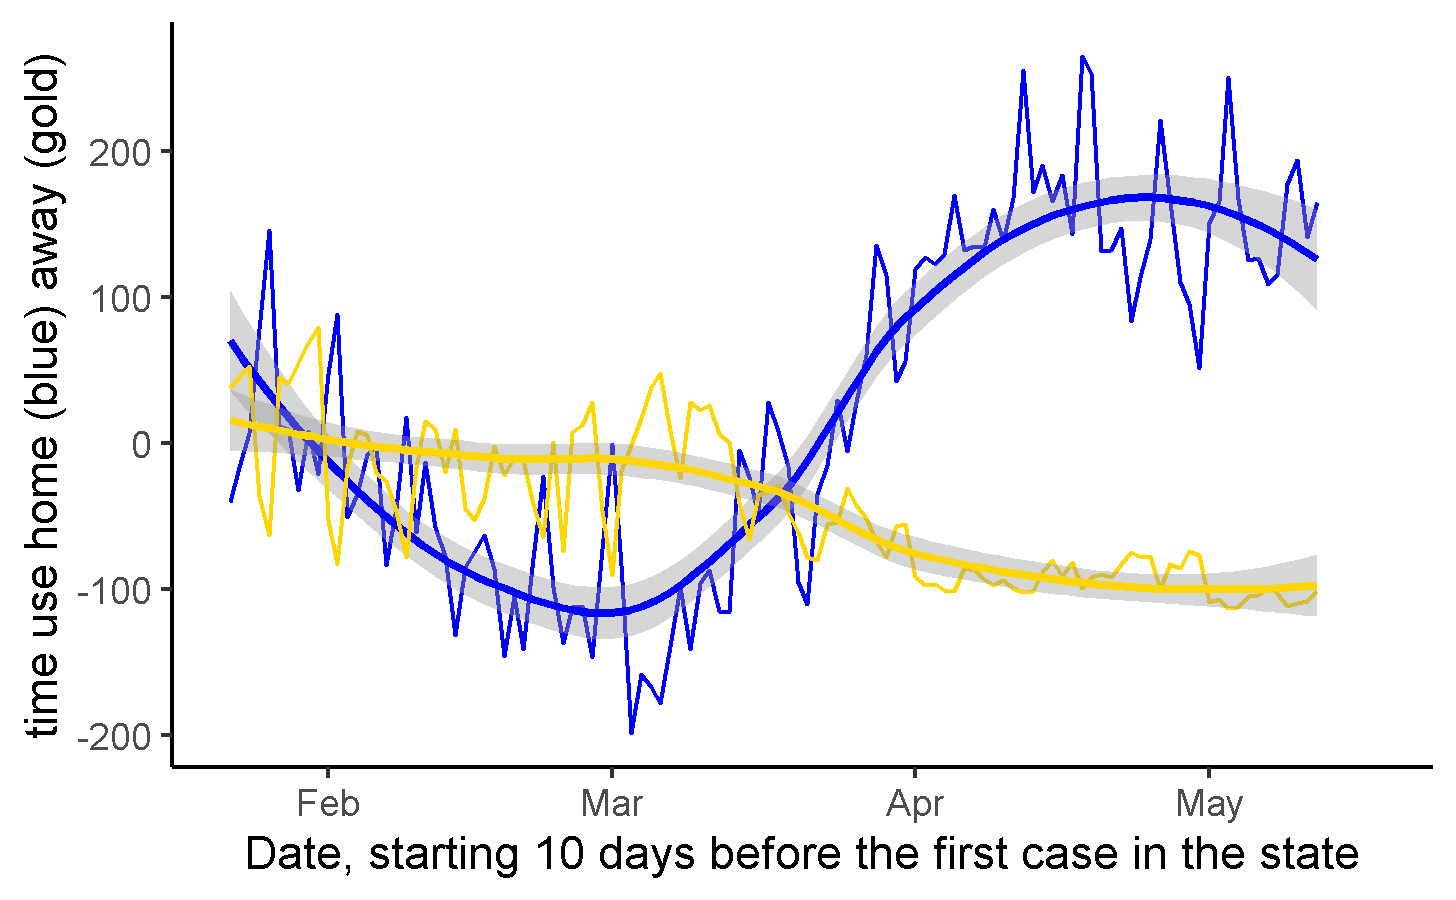 time use home (blue) away (gold)
200
100
0
-100
-200
Feb Mar Apr May
Date, starting 10 days before the first case in the state